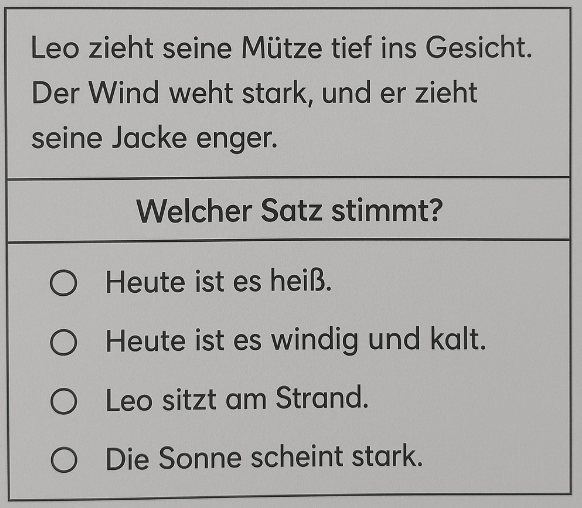 Leo zieht seine Mütze tief ins Gesicht.
Der Wind weht stark, und er zieht
seine Jacke enger.
Welcher Satz stimmt?
Heute ist es heiß.
Heute ist es windig und kalt.
Leo sitzt am Strand.
Die Sonne scheint stark.